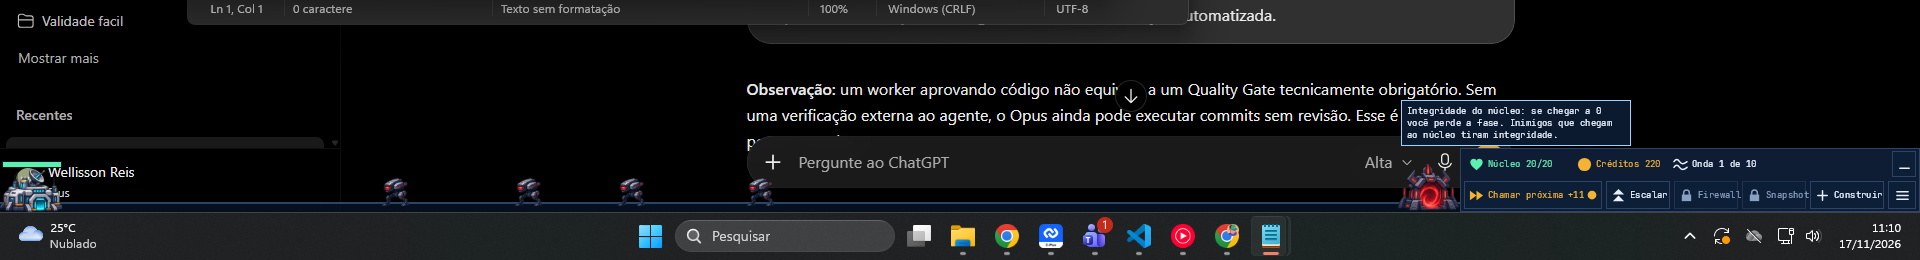 Ln 1, Col 1
0 caractere
Texto sem formatação
100%
Windows (CRLF)
UTF-8
Validade facil
Mostrar mais
Recentes
Wellisson Reis
utomatizada.
Observação: um worker aprovando código não equi a um Quality Gate tecnicamente obrigatório. Sem
uma verificação externa ao agente, o Opus ainda pode executar commits sem revisão. Esse é
Pergunte ao ChatGPT
Alta
Integridade do núcleo: se chegar a 0
você perde a fase. Inimigos que chegam
ao núcleo tiram integridade.
Núcleo 20/20
Créditos 220
Onda 1 de 10
Chamar próxima +11
Escalar
Firewall
Snapshot
Construir
25°C
Nublado
Pesquisar
1
11:10
17/11/2026